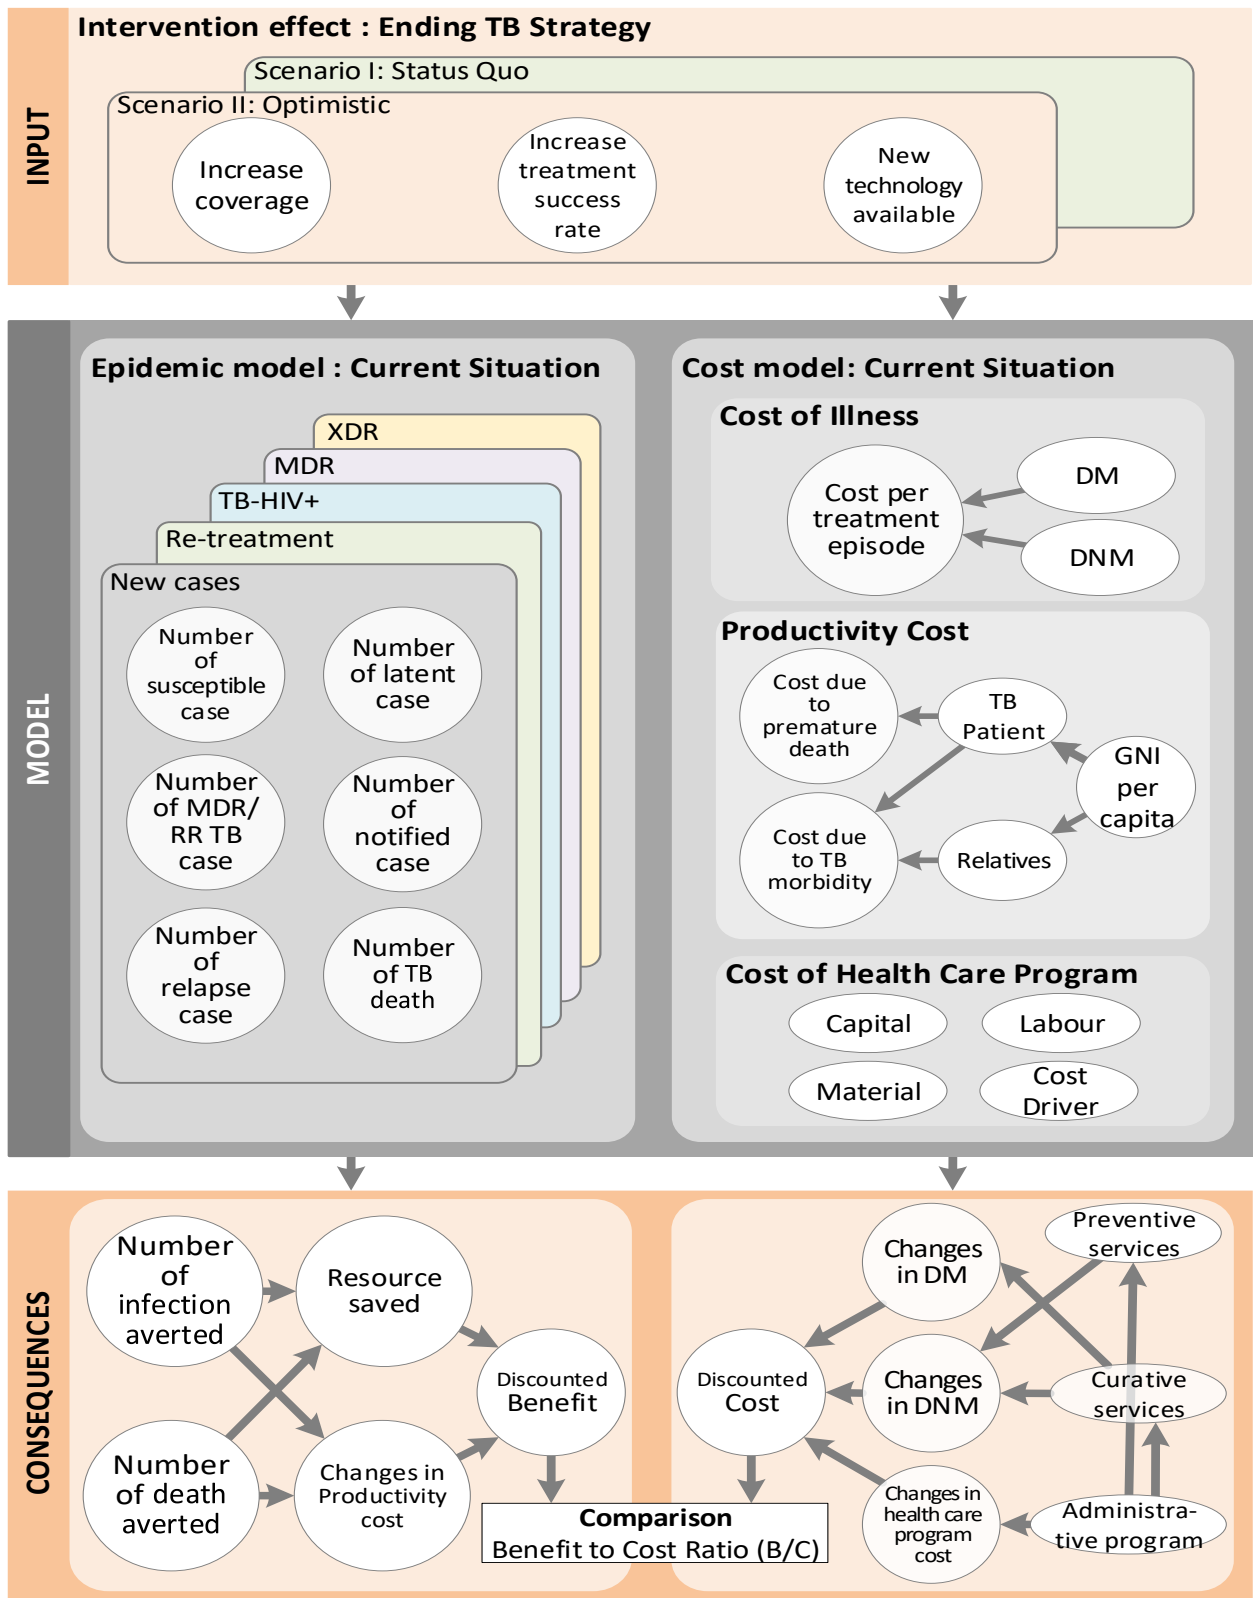 Intervention effect : Ending TB Strategy
INPUT
Scenario I: Status Quo
Scenario II: Optimistic
Increase
coverage
Increase
treatment
success
rate
New
technology
available
MODEL
Epidemic model : Current Situation
XDR
MDR
TB-HIV+
Re-treatment
New cases
Number
of
susceptible
case
Number
of latent
case
Number
of MDR/
RR TB
case
Number
of
notified
case
Number
of
relapse
case
Number
of TB
death
Cost model: Current Situation
Cost of Illness
Cost per
treatment
episode
DM
DNM
Productivity Cost
Cost due
to
premature
death
TB
Patient
GNI
per
capita
Cost due
to TB
morbidity
Relatives
Cost of Health Care Program
Capital
Labour
Material
Cost
Driver
CONSEQUENCES
Number
of
infection
averted
Resource
saved
Discounted
Benefit
Number
of death
averted
Changes in
Productivity
cost
Changes
in DM
Preventive
services
Discounted
Cost
Changes
in DNM
Curative
services
Changes in
health care
program
cost
Administra-
tive program
Comparison
Benefit to Cost Ratio (B/C)